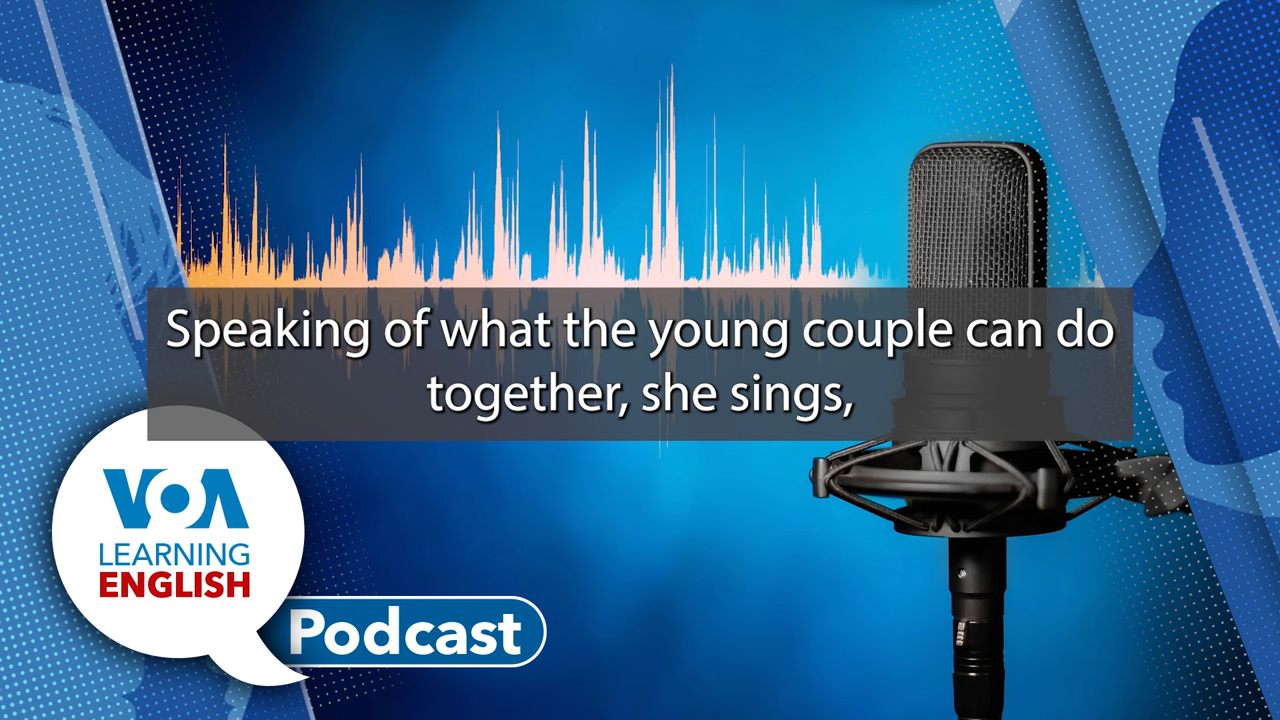 Speaking of what the young couple can do
together, she sings,
VOA
LEARNING
ENGLISH
Podcast